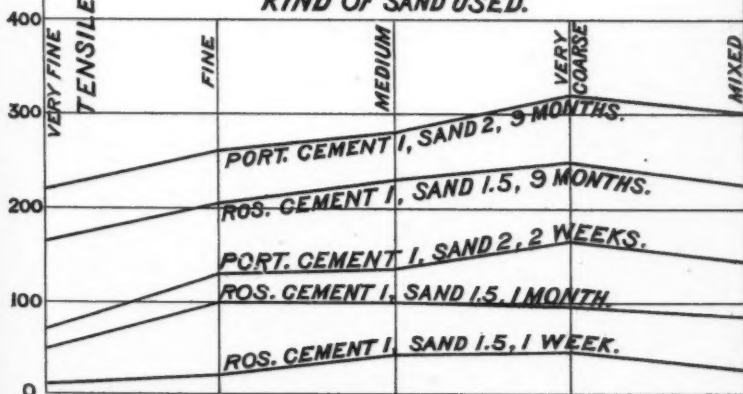 KIND OF SAND USED.
400
300
200
100
0
TENSILE
VERY FINE
FINE
MEDIUM
VERY
COARSE
MIXED
PORT. CEMENT 1, SAND 2, 9 MONTHS.
ROS. CEMENT 1, SAND 1.5, 9 MONTHS.
PORT. CEMENT 1, SAND 2, 2 WEEKS.
ROS. CEMENT 1, SAND 1.5, 1 MONTH.
ROS. CEMENT 1, SAND 1.5, 1 WEEK.